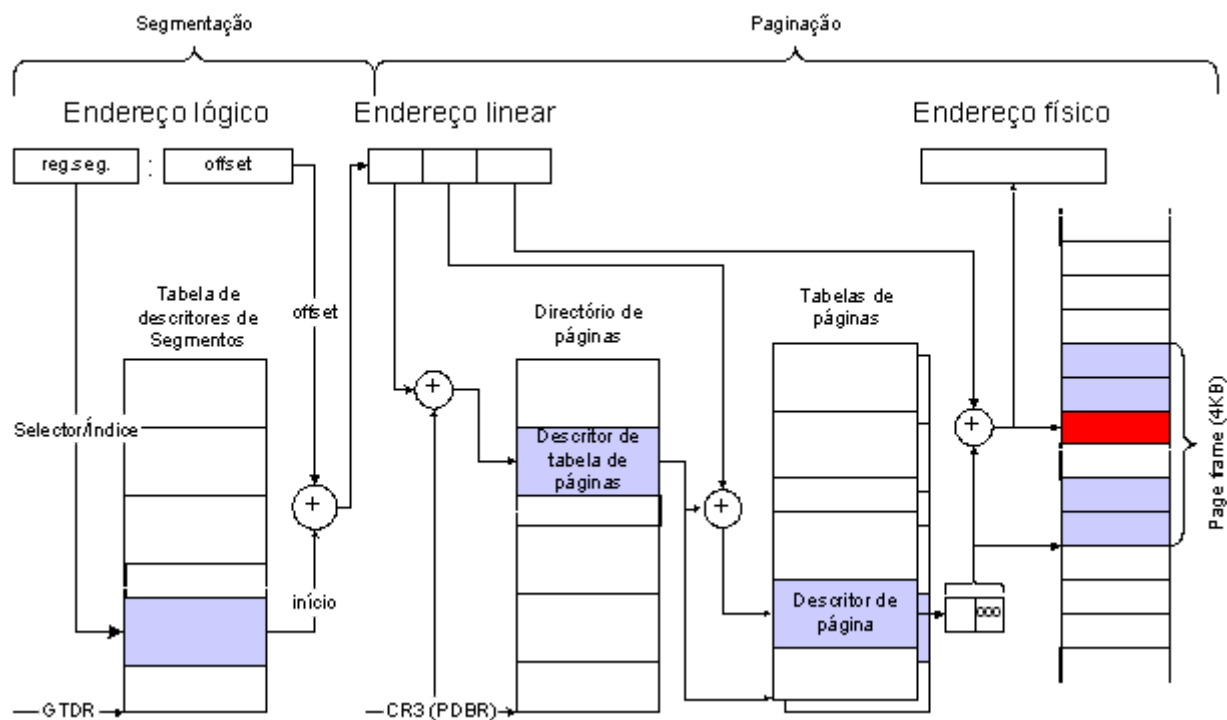 Segmentação
Paginação
Endereço lógico
Endereço linear
Endereço físico
reg.seg.
:
offset
Tabela de
descritores de
Segmentos
offset
Directório de
páginas
Tabelas de
páginas
Selector/Índice
Descritor de
tabela de
páginas
Page frame (4KB)
início
Descritor de
página
000
GTDR
CR3 (PDBR)